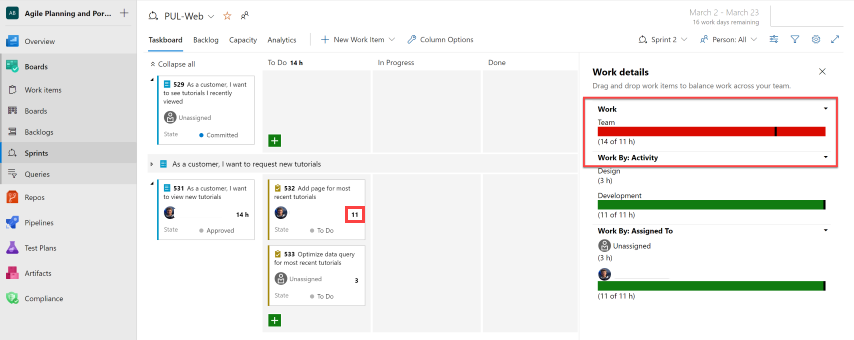 AB Agile Planning and Por...
Overview
Boards
Work items
Boards
Backlogs
Sprints
Queries
Repos
Pipelines
Test Plans
Artifacts
Compliance
PUL-Web
March 2 - March 23
16 work days remaining
Taskboard Backlog Capacity Analytics New Work Item Column Options Sprint 2 Person: All
Collapse all To Do 14 h In Progress Done
529 As a customer, I want
to see tutorials I recently
viewed
Unassigned
State Committed
As a customer, I want to request new tutorials
531 As a customer, I want
to view new tutorials
14 h
State Approved
532 Add page for most
recent tutorials
11
State To Do
533 Optimize data query
for most recent tutorials
Unassigned 3
State To Do
Work details
Drag and drop work items to balance work across your team.
Work
Team
(14 of 11 h)
Work By: Activity
Design
(3 h)
Development
(11 of 11 h)
Work By: Assigned To
Unassigned
(3 h)
(11 of 11 h)